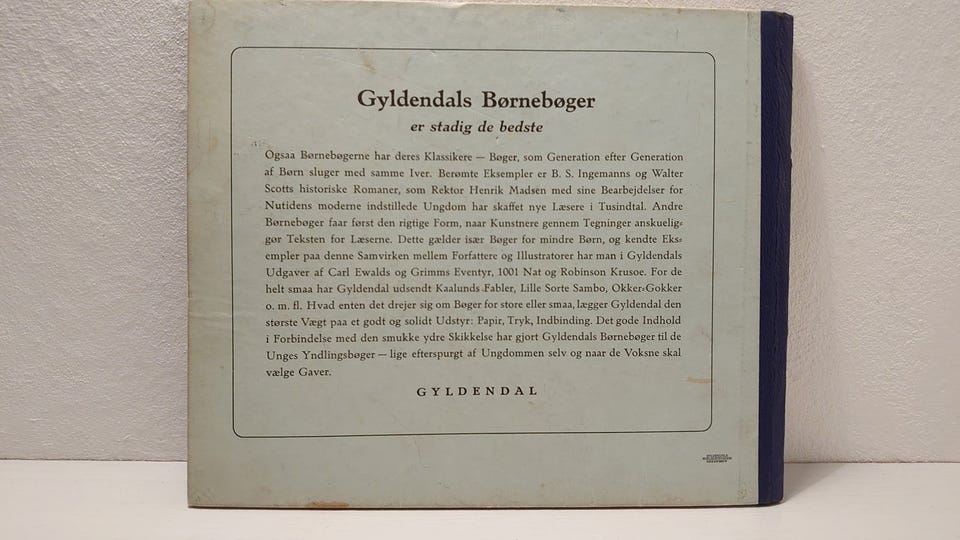 Gyldendals Børnebøger
er stadig de bedste
Ogsaa Børnebøgerne har deres Klassikere — Bøger, som Generation efter Generation
af Børn sluger med samme Iver. Berømte Eksempler er B. S. Ingemanns og Walter
Scotts historiske Romaner, som Rektor Henrik Madsen med sine Bearbejdelser for
Nutidens moderne indstillede Ungdom har skaffet nye Læsere i Tusindtal. Andre
Børnebøger faar først den rigtige Form, naar Kunstnere gennem Tegninger anskuelig-
gør Teksten for Læserne. Dette gælder især Bøger for mindre Børn, og kendte Eks-
empler paa denne Samvirken mellem Forfattere og Illustratorer har man i Gyldendals
Udgaver af Carl Ewalds og Grimms Eventyr, 1001 Nat og Robinson Krusoe. For de
helt smaa har Gyldendal udsendt Kaalunds Fabler, Lille Sorte Sambo, Okker-Gokker
o. m. fl. Hvad enten det drejer sig om Bøger for store eller smaa, lægger Gyldendal den
største Vægt paa et godt og solidt Udstyr: Papir, Tryk, Indbinding. Det gode Indhold
i Forbindelse med den smukke ydre Skikkelse har gjort Gyldendals Børnebøger til de
Unges Yndlingsbøger — lige efterspurgt af Ungdommen selv og naar de Voksne skal
vælge Gaver.
GYLDENDAL